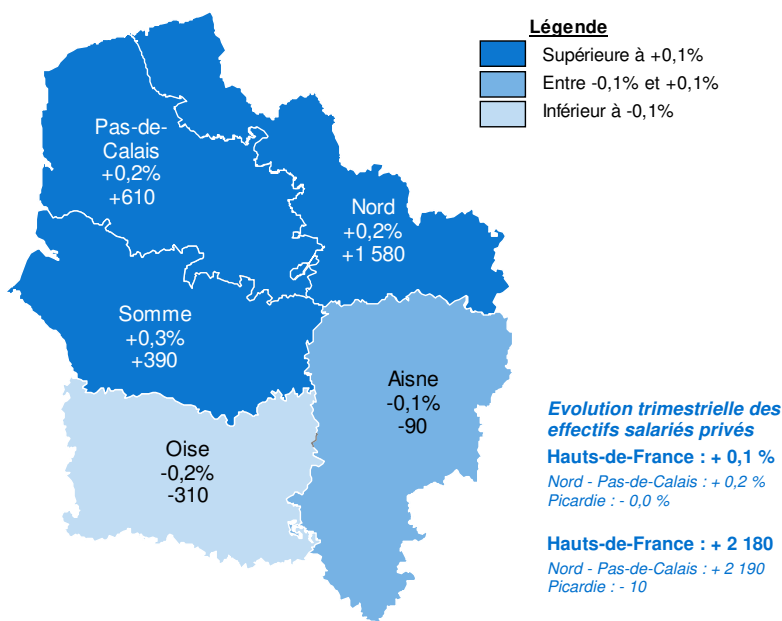 Légende
Supérieure à +0,1%
Entre -0,1% et +0,1%
Inférieur à -0,1%
Pas-de-
Calais
+0,2%
+610
Nord
+0,2%
+1 580
Somme
+0,3%
+390
Aisne
-0,1%
-90
Oise
-0,2%
-310
Evolution trimestrielle des
effectifs salariés privés
Hauts-de-France : + 0,1 %
Nord - Pas-de-Calais : + 0,2 %
Picardie : - 0,0 %
Hauts-de-France : + 2 180
Nord - Pas-de-Calais : + 2 190
Picardie : - 10